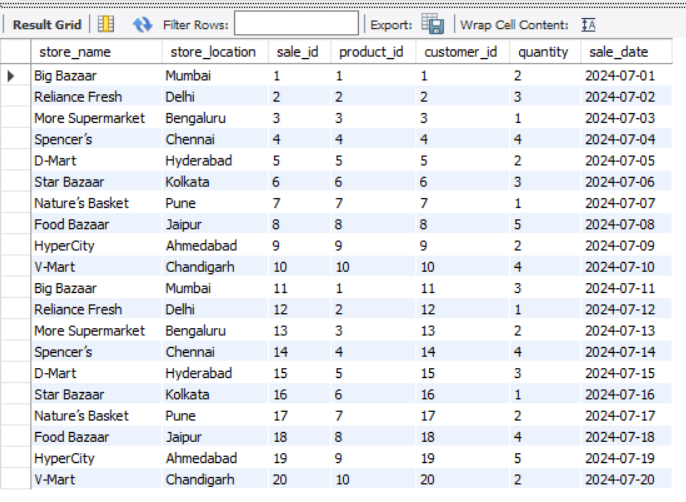 Result Grid Filter Rows: Export: Wrap Cell Content: IA
store_name store_location sale_id product_id customer_id quantity sale_date
Big Bazaar Mumbai 1 1 1 2 2024-07-01
Reliance Fresh Delhi 2 2 2 3 2024-07-02
More Supermarket Bengaluru 3 3 3 1 2024-07-03
Spencer’s Chennai 4 4 4 4 2024-07-04
D-Mart Hyderabad 5 5 5 2 2024-07-05
Star Bazaar Kolkata 6 6 6 3 2024-07-06
Nature’s Basket Pune 7 7 7 1 2024-07-07
Food Bazaar Jaipur 8 8 8 5 2024-07-08
HyperCity Ahmedabad 9 9 9 2 2024-07-09
V-Mart Chandigarh 10 10 10 4 2024-07-10
Big Bazaar Mumbai 11 1 11 3 2024-07-11
Reliance Fresh Delhi 12 2 12 1 2024-07-12
More Supermarket Bengaluru 13 3 13 2 2024-07-13
Spencer’s Chennai 14 4 14 4 2024-07-14
D-Mart Hyderabad 15 5 15 3 2024-07-15
Star Bazaar Kolkata 16 6 16 1 2024-07-16
Nature’s Basket Pune 17 7 17 2 2024-07-17
Food Bazaar Jaipur 18 8 18 4 2024-07-18
HyperCity Ahmedabad 19 9 19 5 2024-07-19
V-Mart Chandigarh 20 10 20 2 2024-07-20